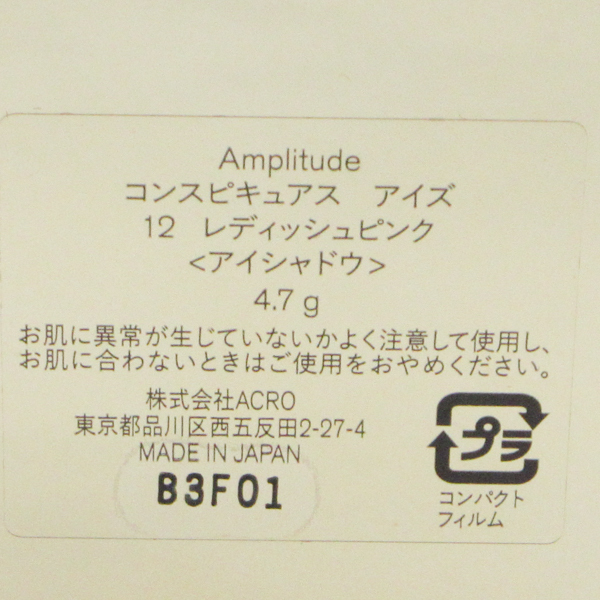 Amplitude
コンスピキュアス　アイズ
12　レディッシュピンク
<アイシャドウ>
4.7 g
お肌に異常が生じていないかよく注意して使用し、
お肌に合わないときはご使用をおやめください。
株式会社ACRO
東京都品川区西五反田2-27-4
MADE IN JAPAN
B3F01
プラ
コンパクト
フィルム